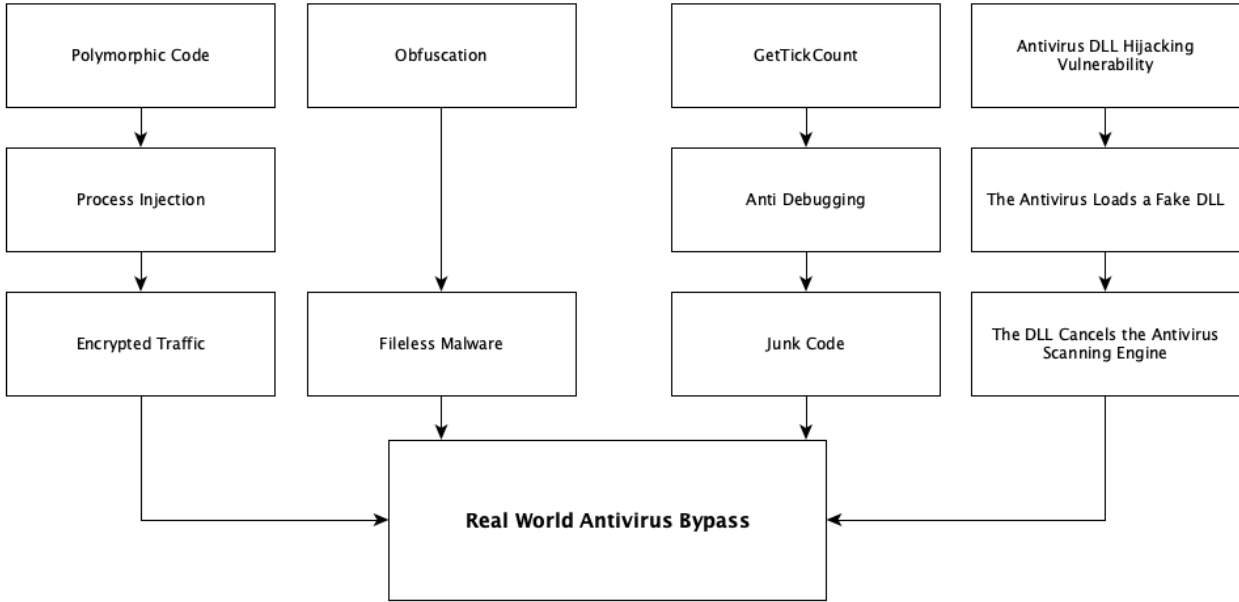 Polymorphic Code
Obfuscation
GetTickCount
Antivirus DLL Hijacking
Vulnerability
Process Injection
Anti Debugging
The Antivirus Loads a Fake DLL
Encrypted Traffic
Fileless Malware
Junk Code
The DLL Cancels the Antivirus
Scanning Engine
Real World Antivirus Bypass